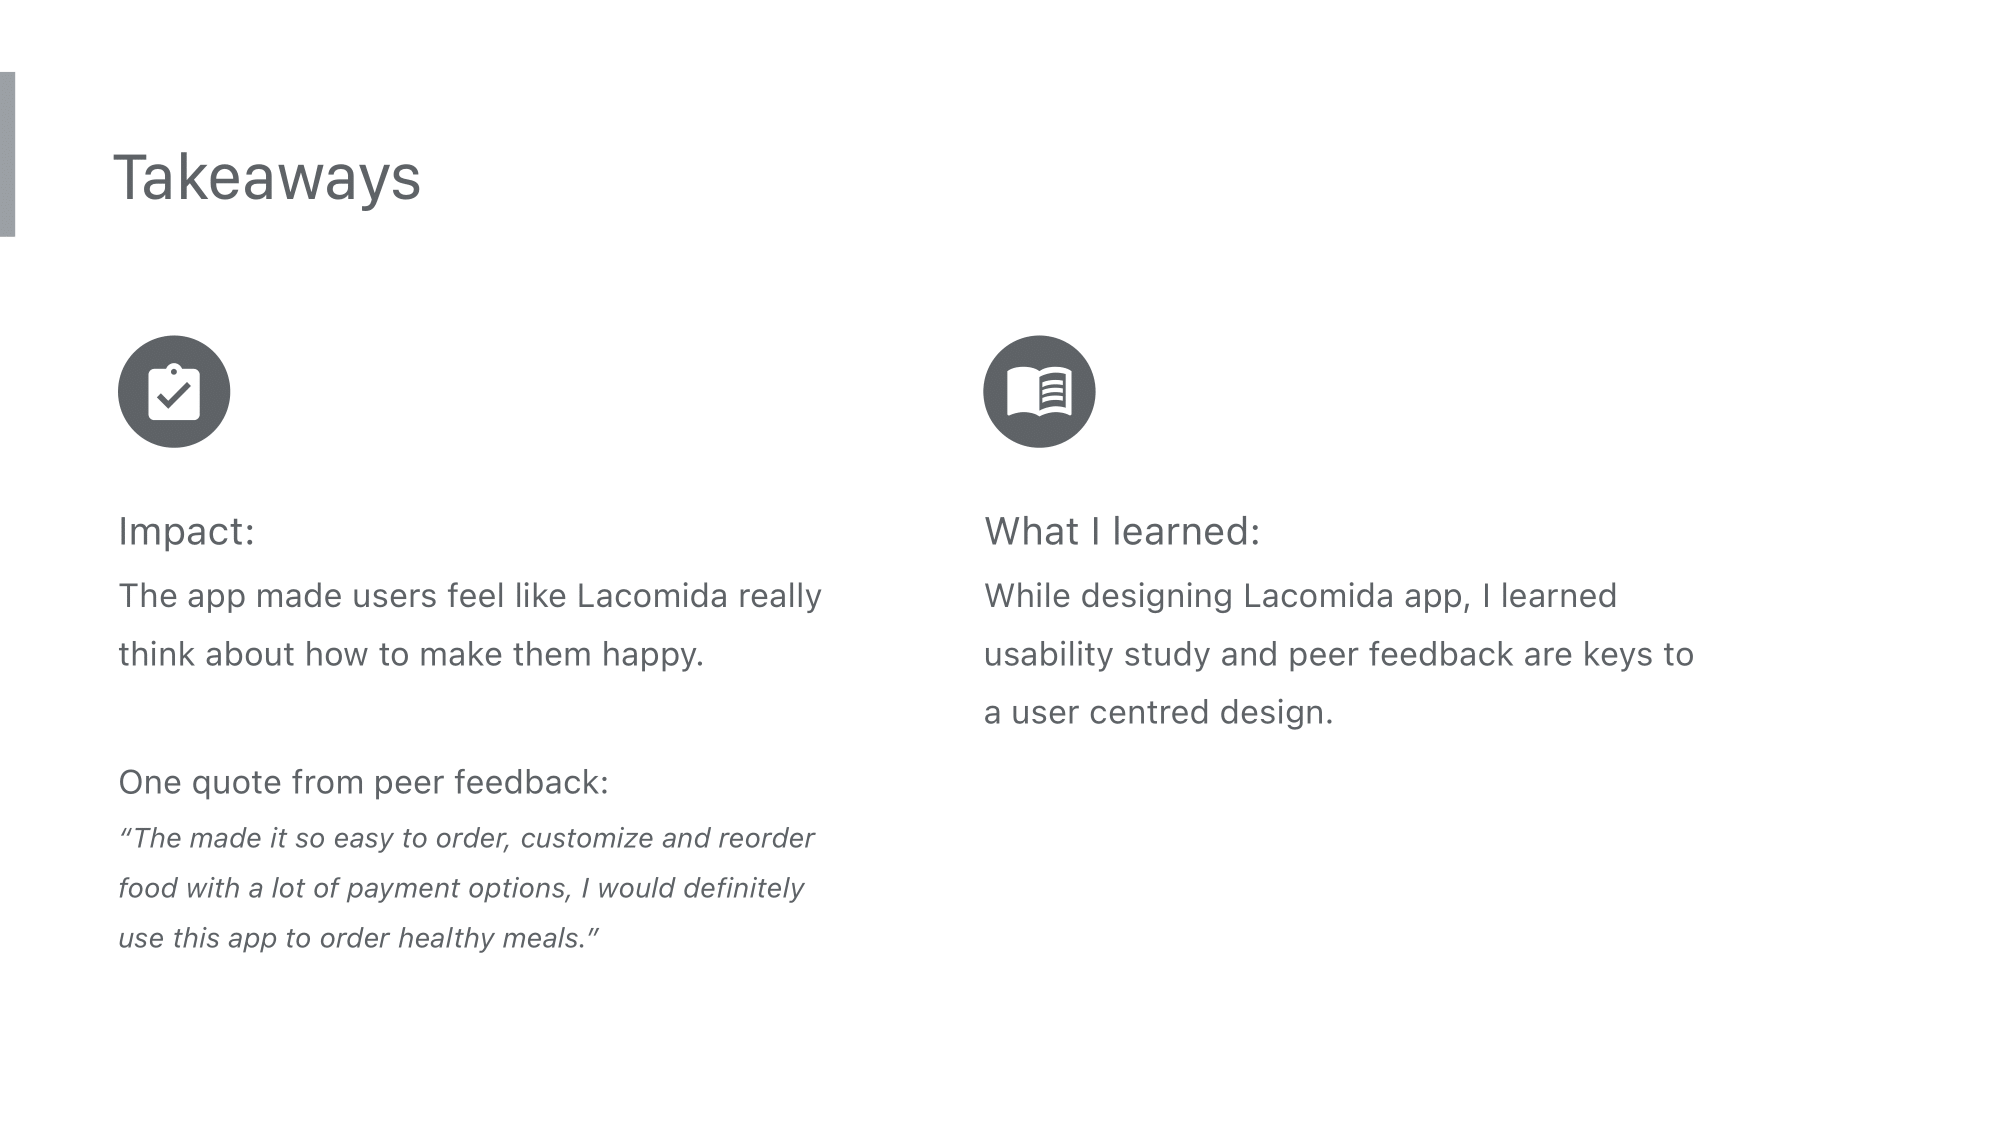 Takeaways
Impact:
The app made users feel like Lacomida really
think about how to make them happy.
One quote from peer feedback:
“The made it so easy to order, customize and reorder
food with a lot of payment options, I would definitely
use this app to order healthy meals.”
What I learned:
While designing Lacomida app, I learned
usability study and peer feedback are keys to
a user centred design.